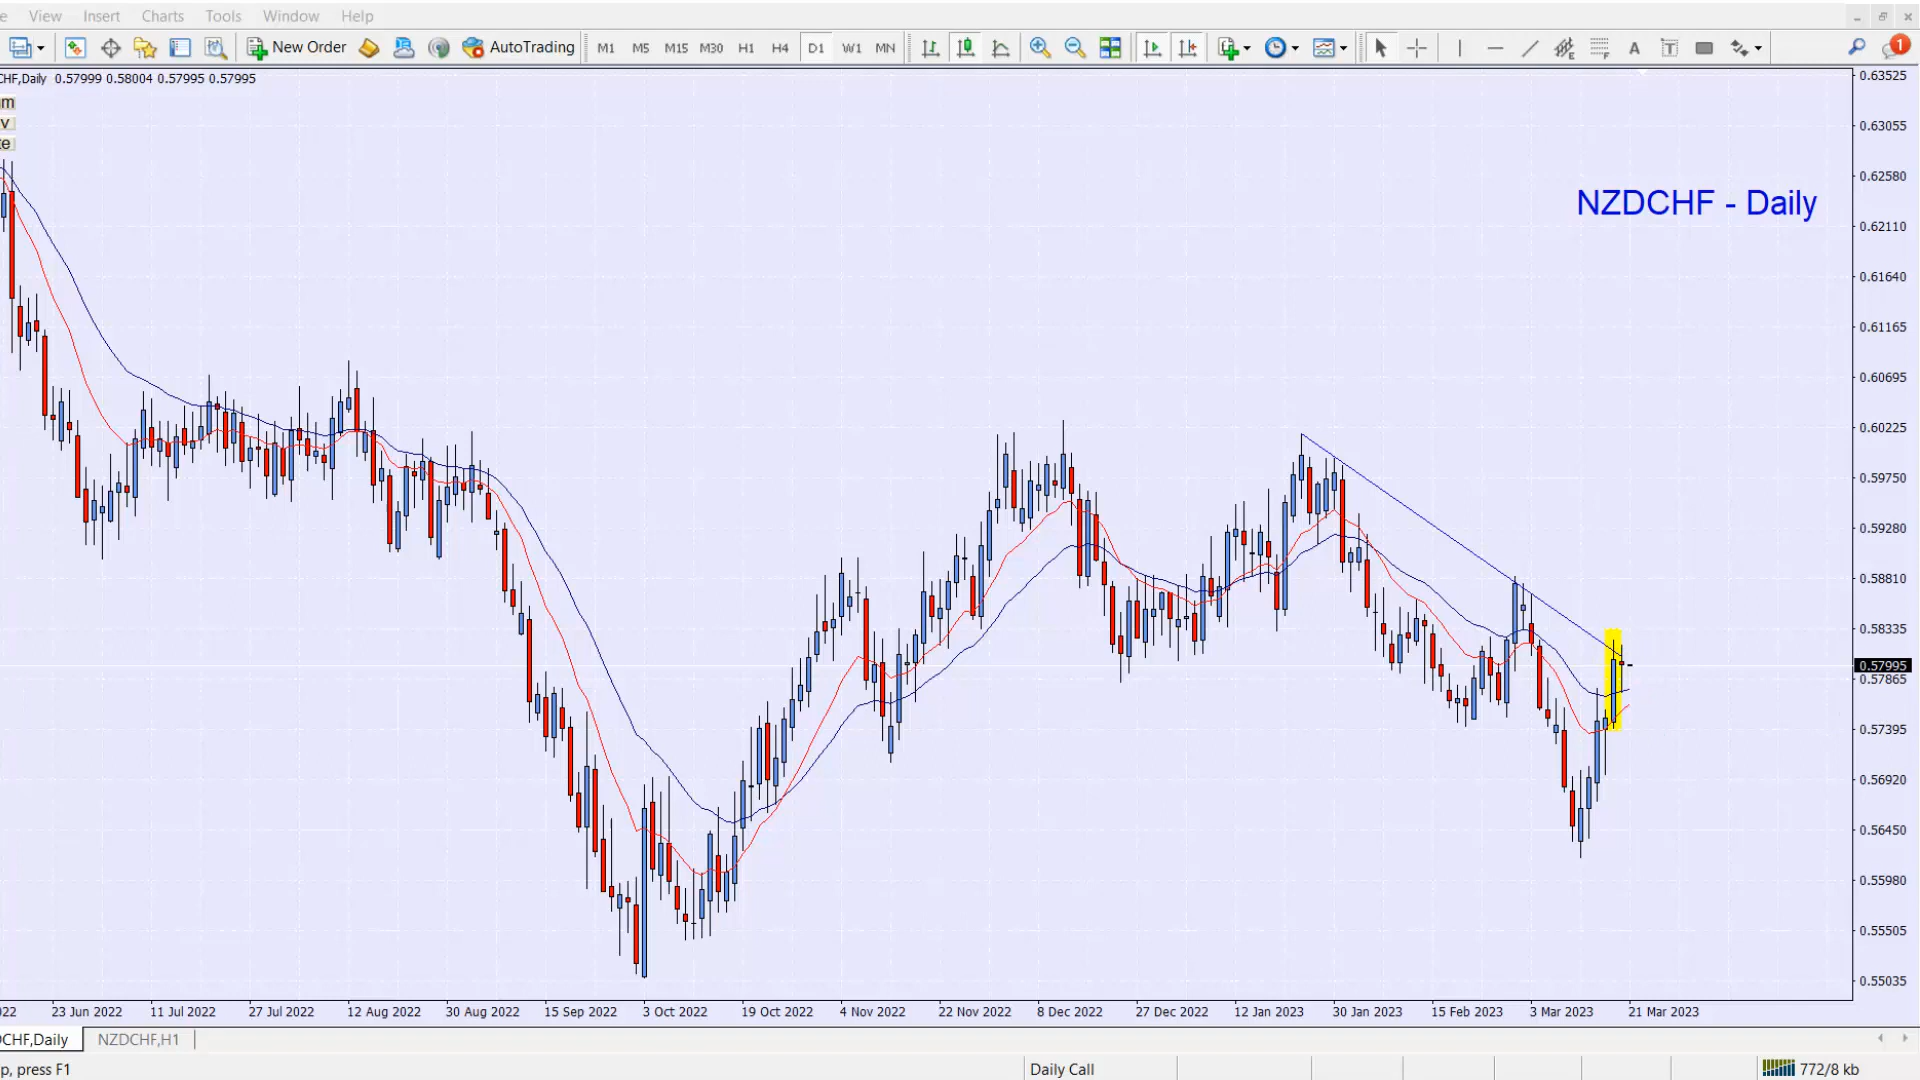 e View Insert Charts Tools Window Help
New Order AutoTrading M1 M5 M15 M30 H1 H4 D1 W1 MN A T 1
CHF,Daily 0.57999 0.58004 0.57995 0.57995
m
v
te
NZDCHF - Daily
0.63525
0.63055
0.62580
0.62110
0.61640
0.61165
0.60695
0.60225
0.59750
0.59280
0.58810
0.58335
0.57995
0.57865
0.57395
0.56920
0.56450
0.55980
0.55505
0.55035
022 23 Jun 2022 11 Jul 2022 27 Jul 2022 12 Aug 2022 30 Aug 2022 15 Sep 2022 3 Oct 2022 19 Oct 2022 4 Nov 2022 22 Nov 2022 8 Dec 2022 27 Dec 2022 12 Jan 2023 30 Jan 2023 15 Feb 2023 3 Mar 2023 21 Mar 2023
CHF,Daily NZDCHF,H1
p, press F1 Daily Call 772/8 kb